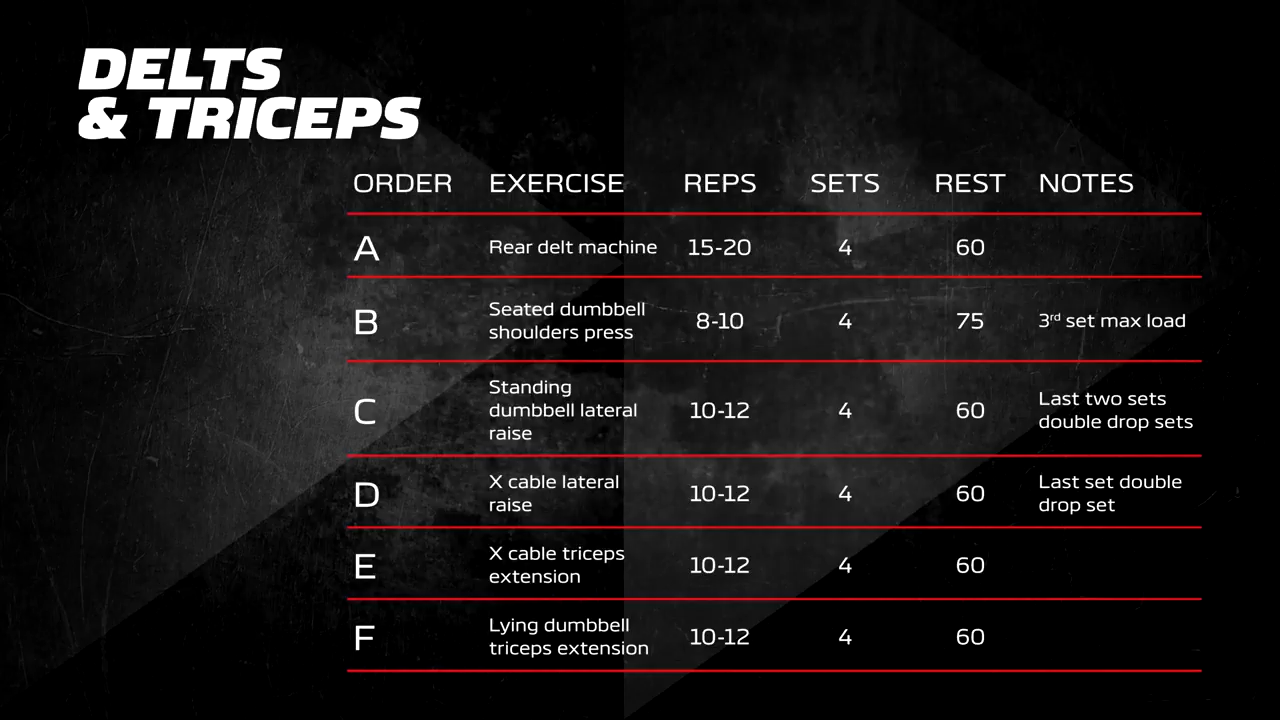 DELTS
& TRICEPS
ORDER EXERCISE REPS SETS REST NOTES
A Rear delt machine 15-20 4 60
B Seated dumbbell shoulders press 8-10 4 75 3rd set max load
C Standing dumbbell lateral raise 10-12 4 60 Last two sets double drop sets
D X cable lateral raise 10-12 4 60 Last set double drop set
E X cable triceps extension 10-12 4 60
F Lying dumbbell triceps extension 10-12 4 60